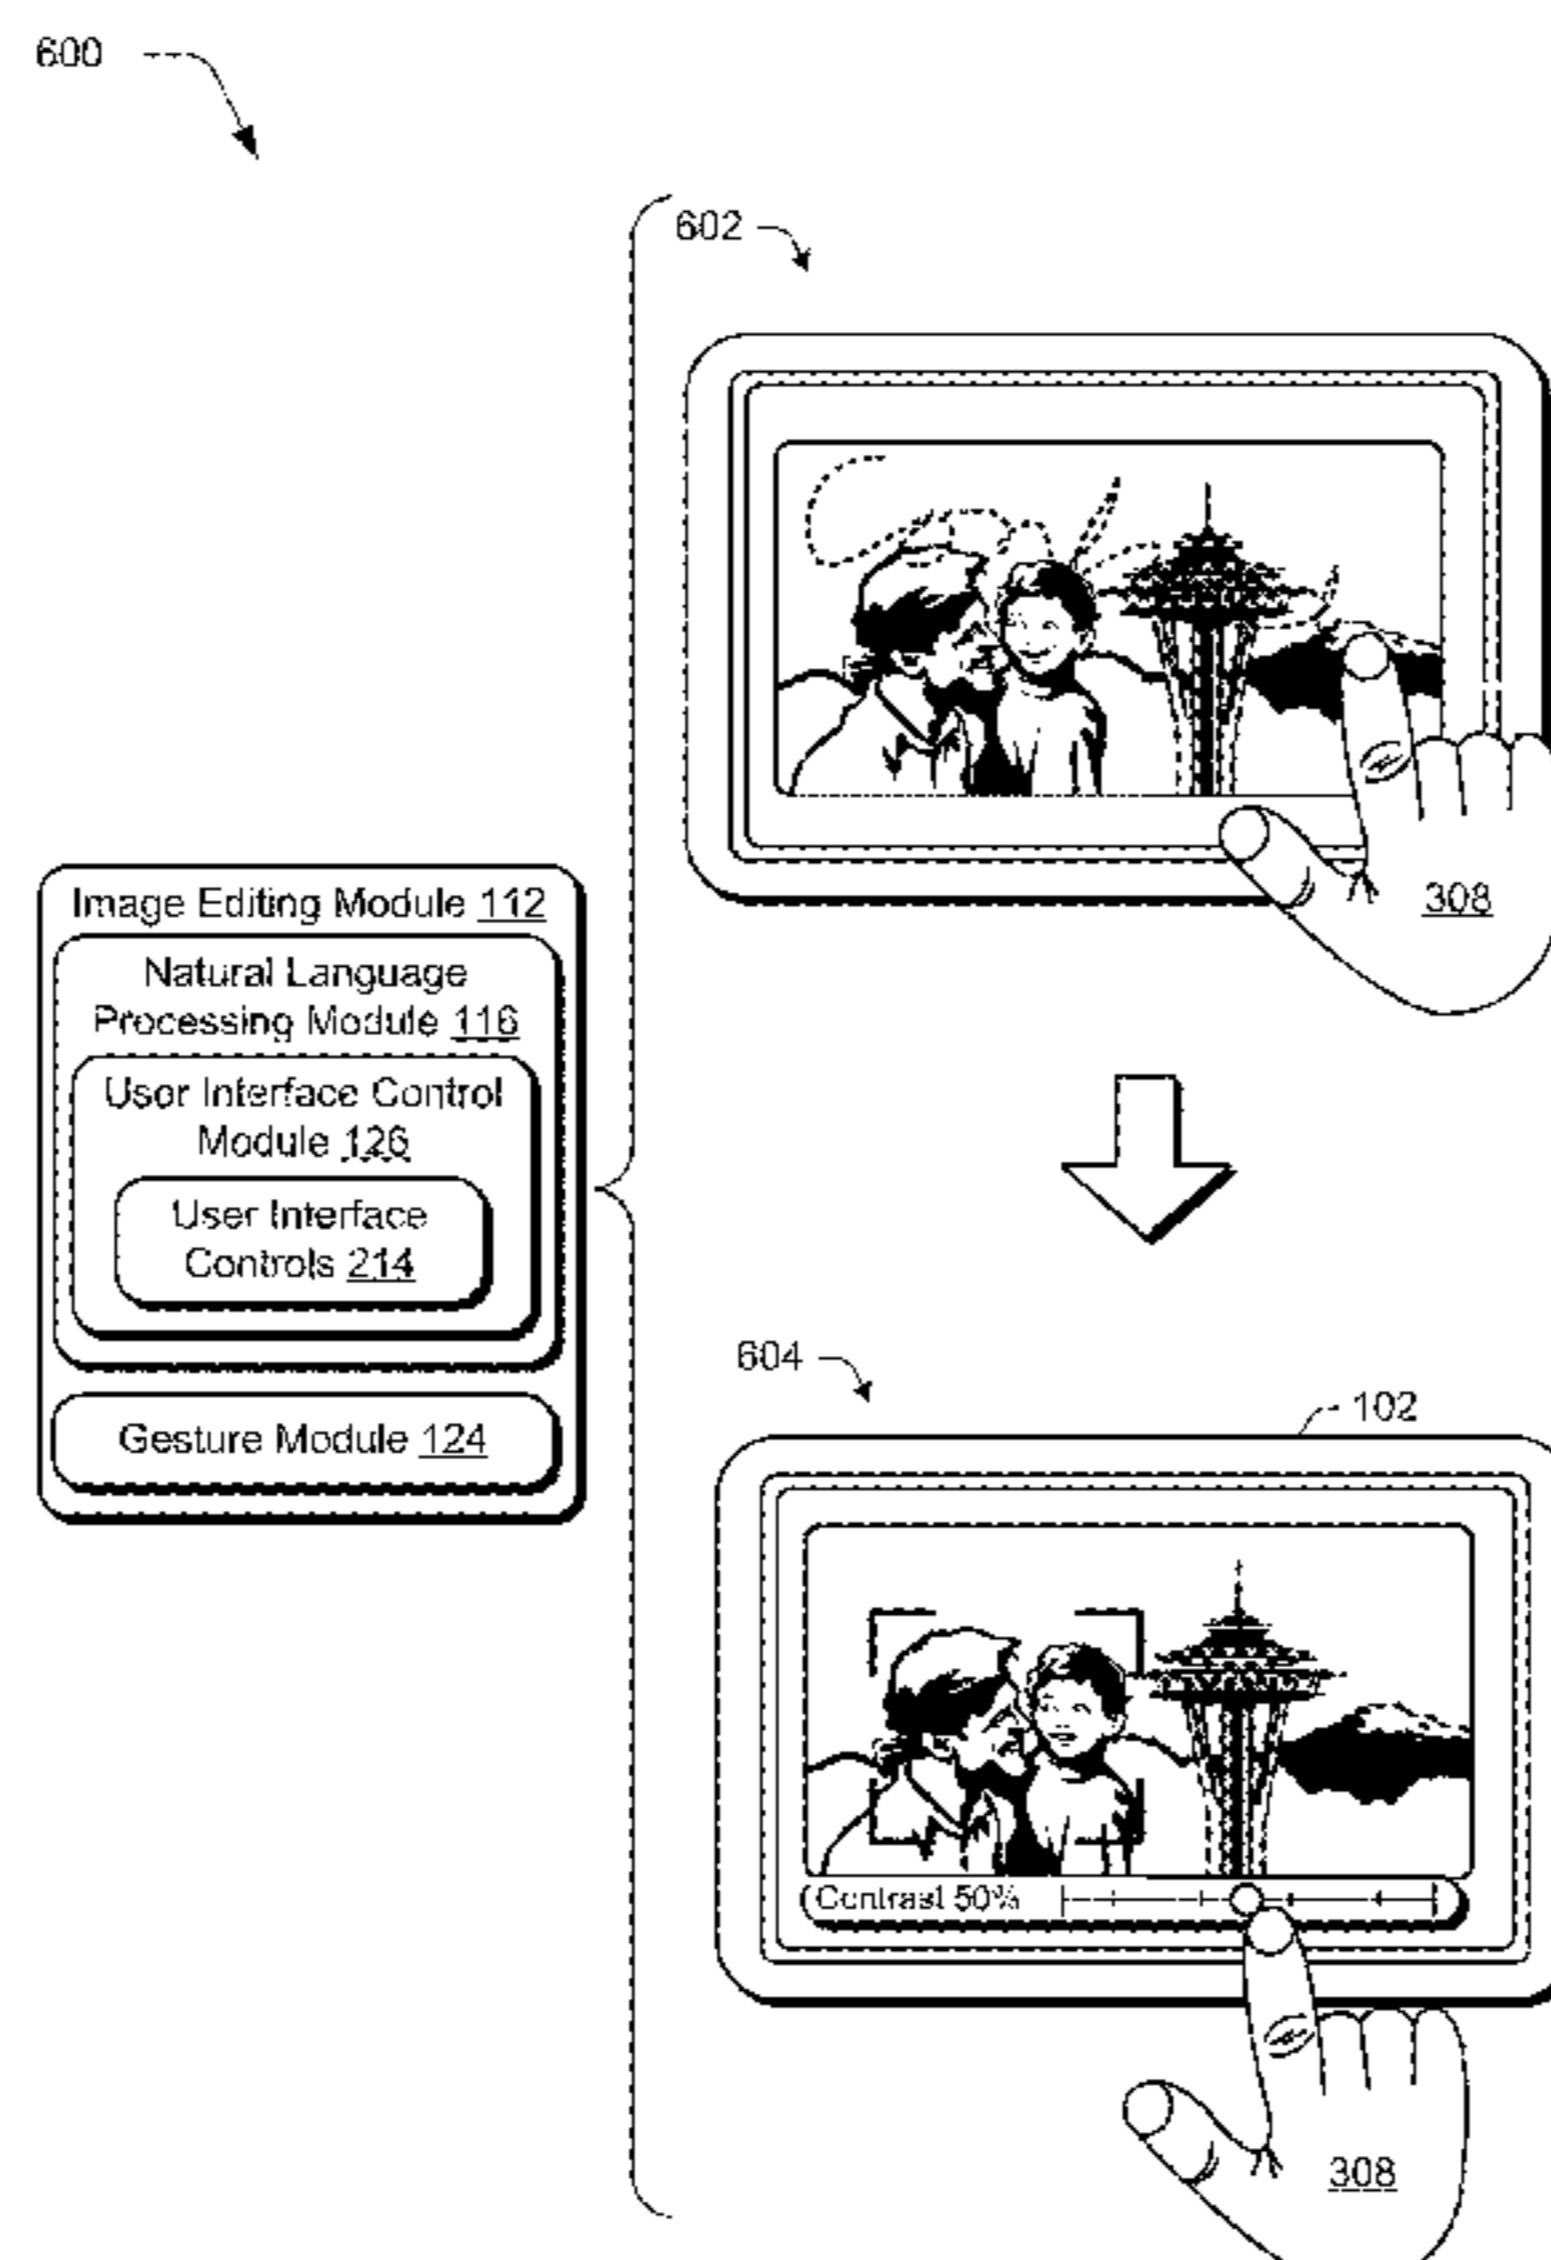 600
602
308
Image Editing Module 112
Natural Language
Processing Module 116
User Interface Control
Module 126
User Interface
Controls 214
Gesture Module 124
604
102
Contrast 50%
308